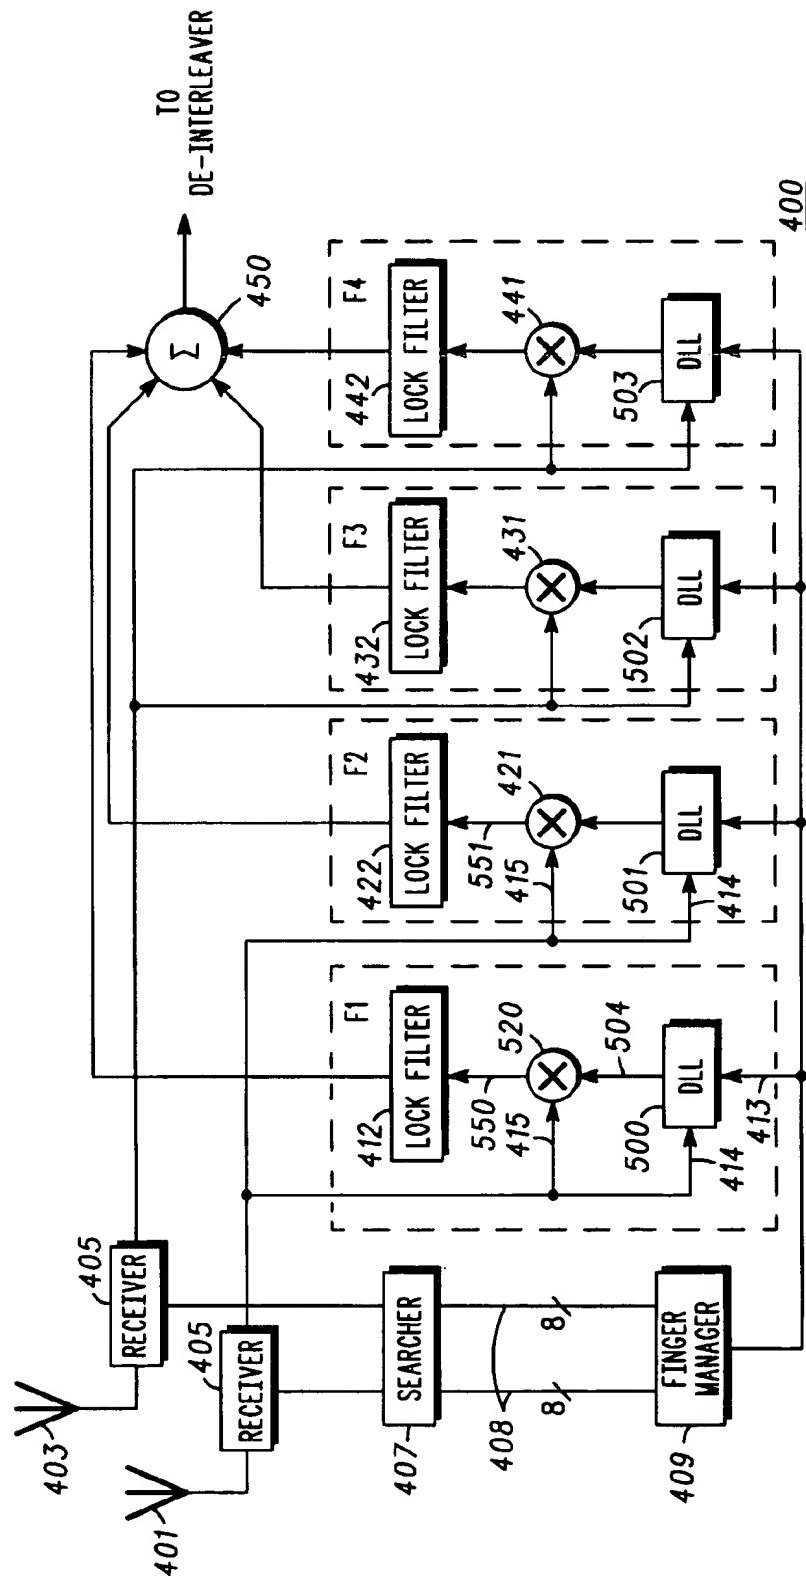 403
401
RECEIVER
405
RECEIVER
405
SEARCHER
407
408
8
8
FINGER
MANAGER
409
F1
LOCK FILTER
412
550
415
520
504
DLL
500
414
413
F2
LOCK FILTER
422
551
415
421
DLL
501
414
F3
LOCK FILTER
432
431
DLL
502
F4
LOCK FILTER
442
441
DLL
503
Σ
450
TO
DE-INTERLEAVER
400